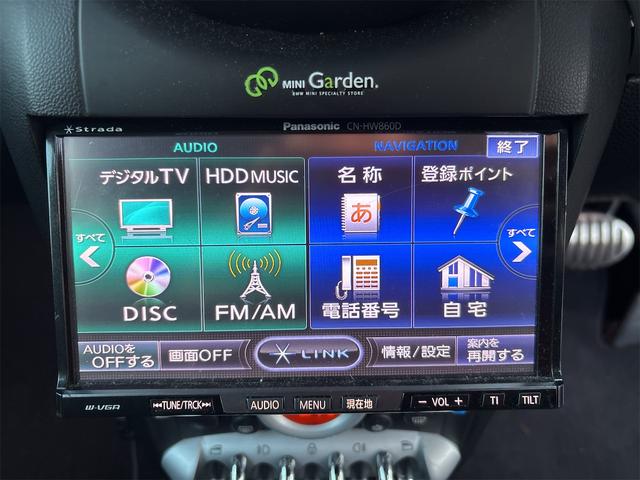 MINI Garden.
BMW MINI SPECIALTY STORE
Strada
Panasonic CN-HW860D
AUDIO
NAVIGATION
終了
デジタルTV
HDD MUSIC
名称
登録ポイント
あ
すべて
すべて
DISC
FM/AM
電話番号
自宅
AUDIOを
OFFする
画面OFF
LINK
情報/設定
案内を
再開する
W-VGA
TUNE/TRCK
AUDIO
MENU
現在地
− VOL +
TI
TILT